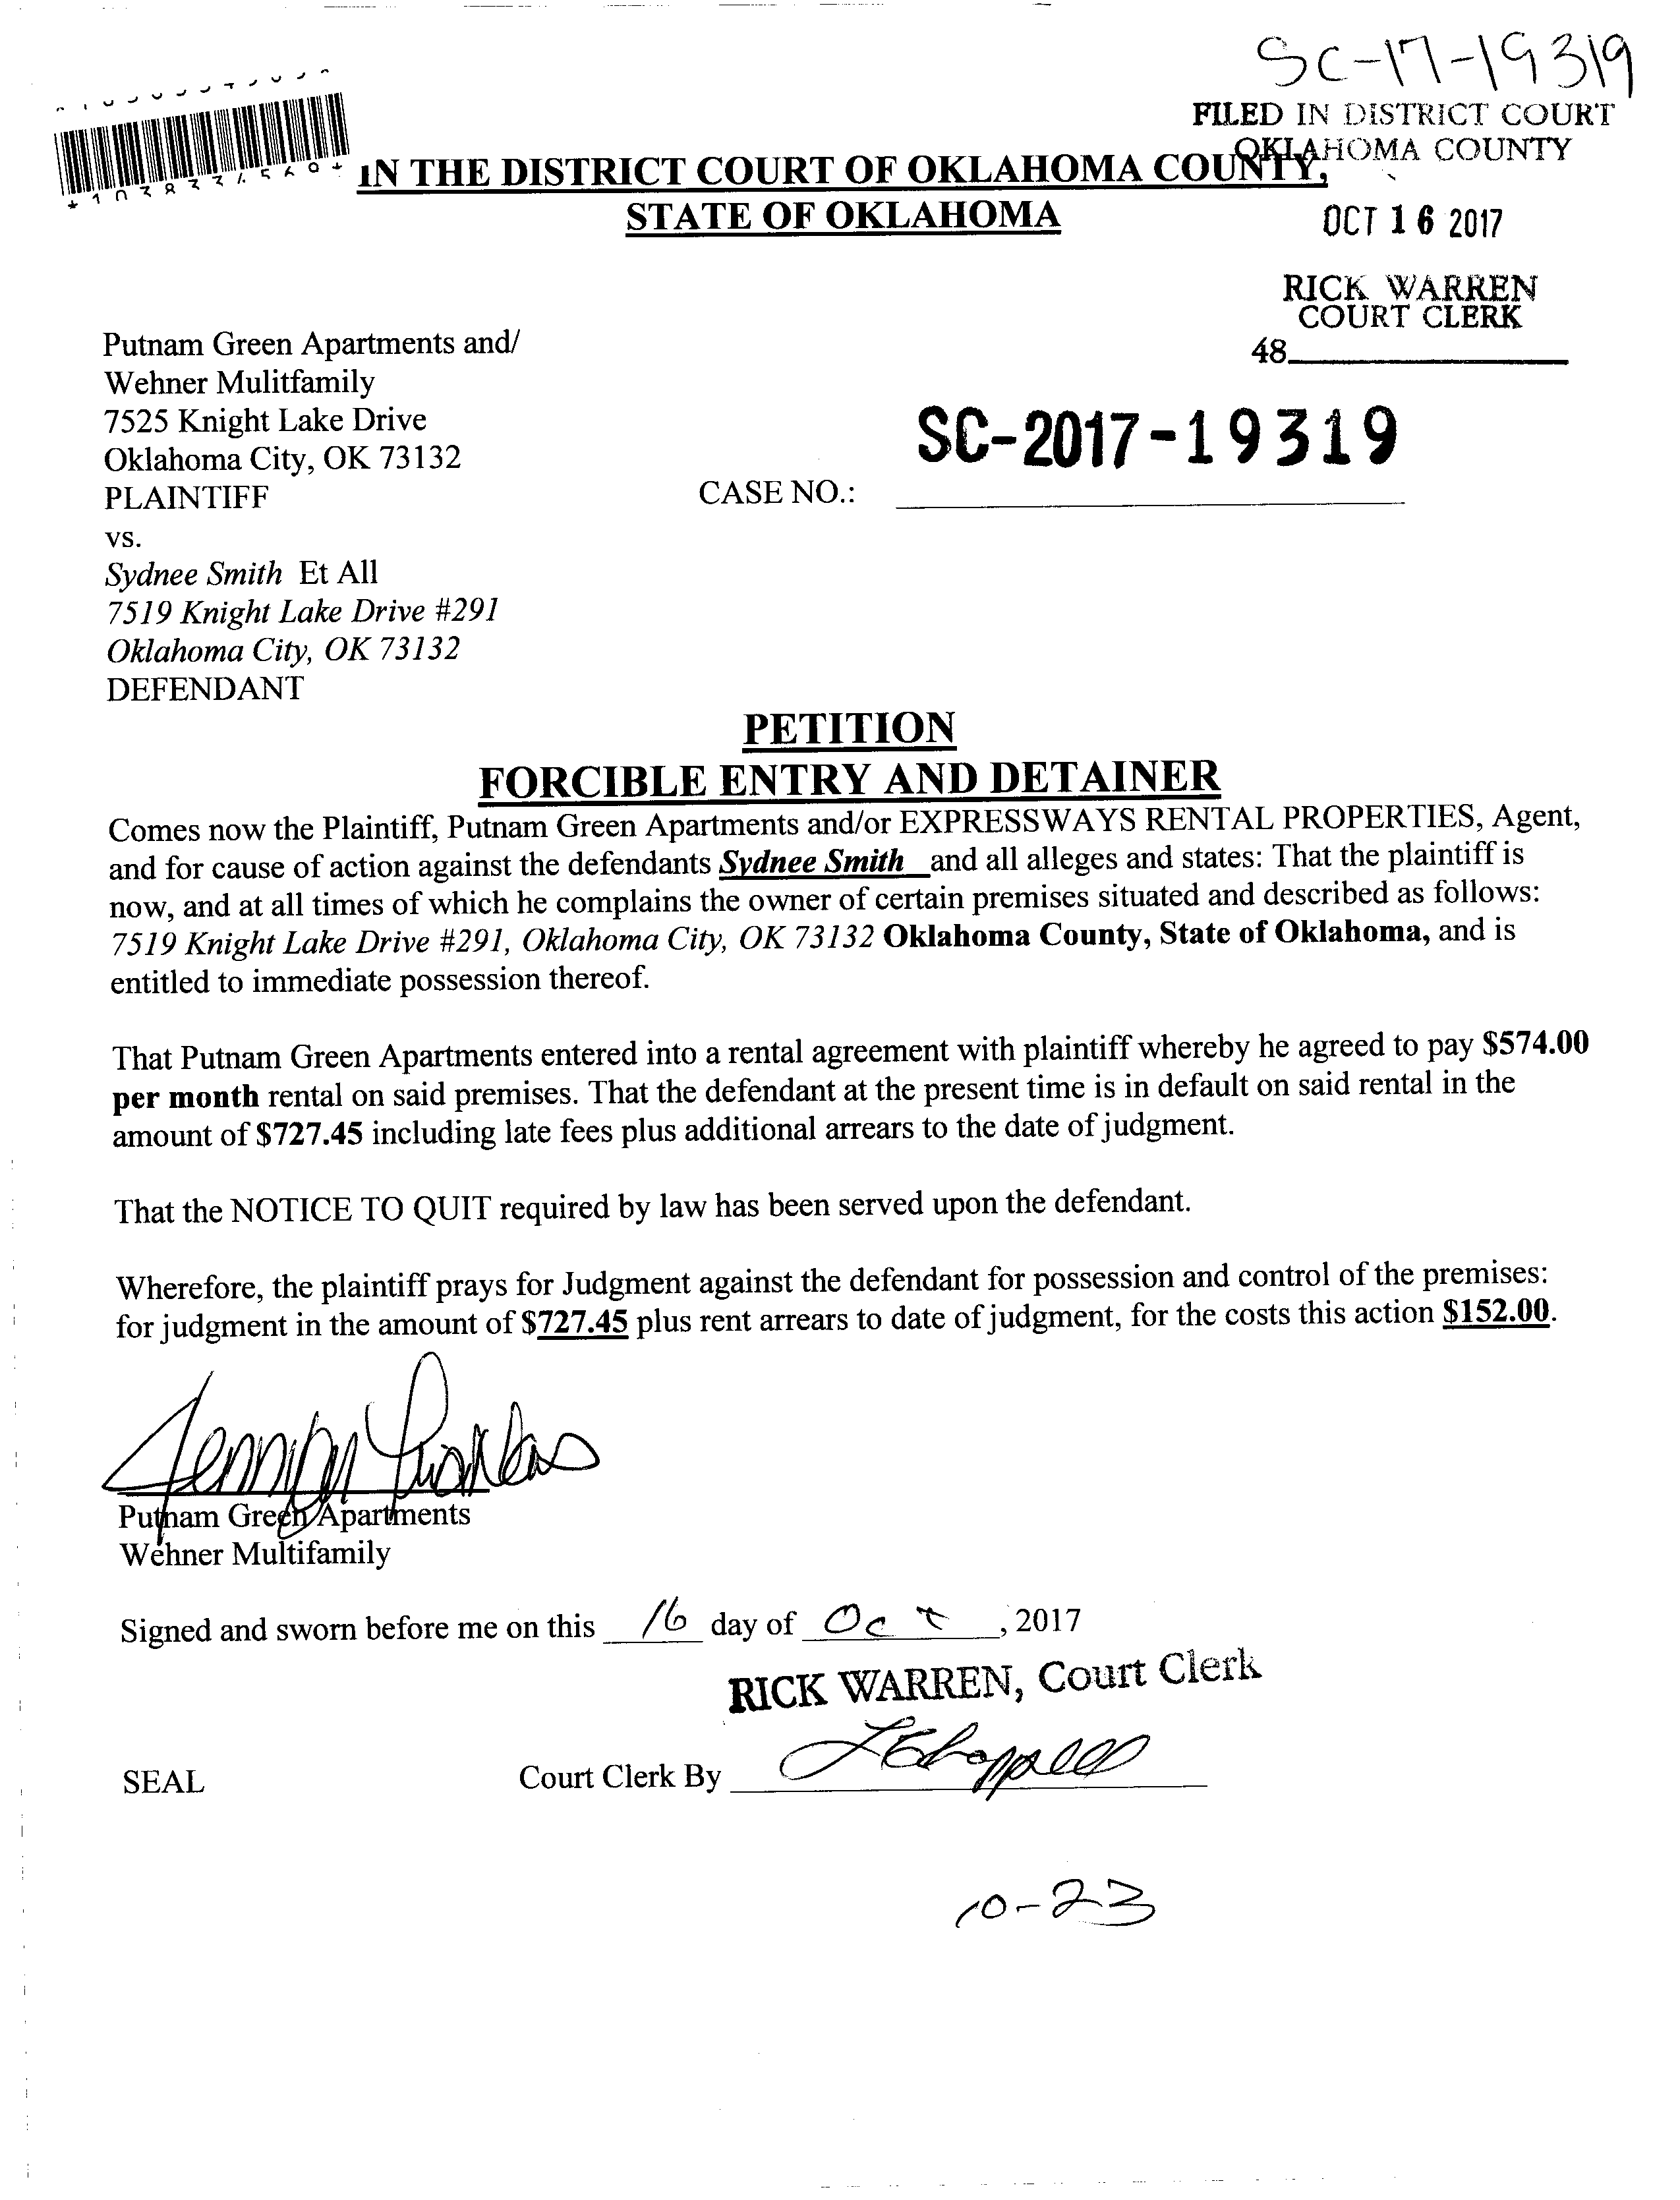 SC-17-19319
FILED IN DISTRICT COURT
OKLAHOMA COUNTY
IN THE DISTRICT COURT OF OKLAHOMA COUNTY,
STATE OF OKLAHOMA
OCT 16 2017
RICK WARREN
COURT CLERK
48
Putnam Green Apartments and/
Wehner Mulitfamily
7525 Knight Lake Drive
Oklahoma City, OK 73132
SC-2017-19319
PLAINTIFF
CASE NO.:
vs.
Sydnee Smith Et All
7519 Knight Lake Drive #291
Oklahoma City, OK 73132
DEFENDANT
PETITION
FORCIBLE ENTRY AND DETAINER
Comes now the Plaintiff, Putnam Green Apartments and/or EXPRESSWAYS RENTAL PROPERTIES, Agent,
and for cause of action against the defendants Sydnee Smith and all alleges and states: That the plaintiff is
now, and at all times of which he complains the owner of certain premises situated and described as follows:
7519 Knight Lake Drive #291, Oklahoma City, OK 73132 Oklahoma County, State of Oklahoma, and is
entitled to immediate possession thereof.
That Putnam Green Apartments entered into a rental agreement with plaintiff whereby he agreed to pay $574.00
per month rental on said premises. That the defendant at the present time is in default on said rental in the
amount of $727.45 including late fees plus additional arrears to the date of judgment.
That the NOTICE TO QUIT required by law has been served upon the defendant.
Wherefore, the plaintiff prays for Judgment against the defendant for possession and control of the premises:
for judgment in the amount of $727.45 plus rent arrears to date of judgment, for the costs this action $152.00.
Putnam Green Apartments
Wehner Multifamily
Signed and sworn before me on this 16 day of Oct, 2017
RICK WARREN, Court Clerk
SEAL Court Clerk By
10-23